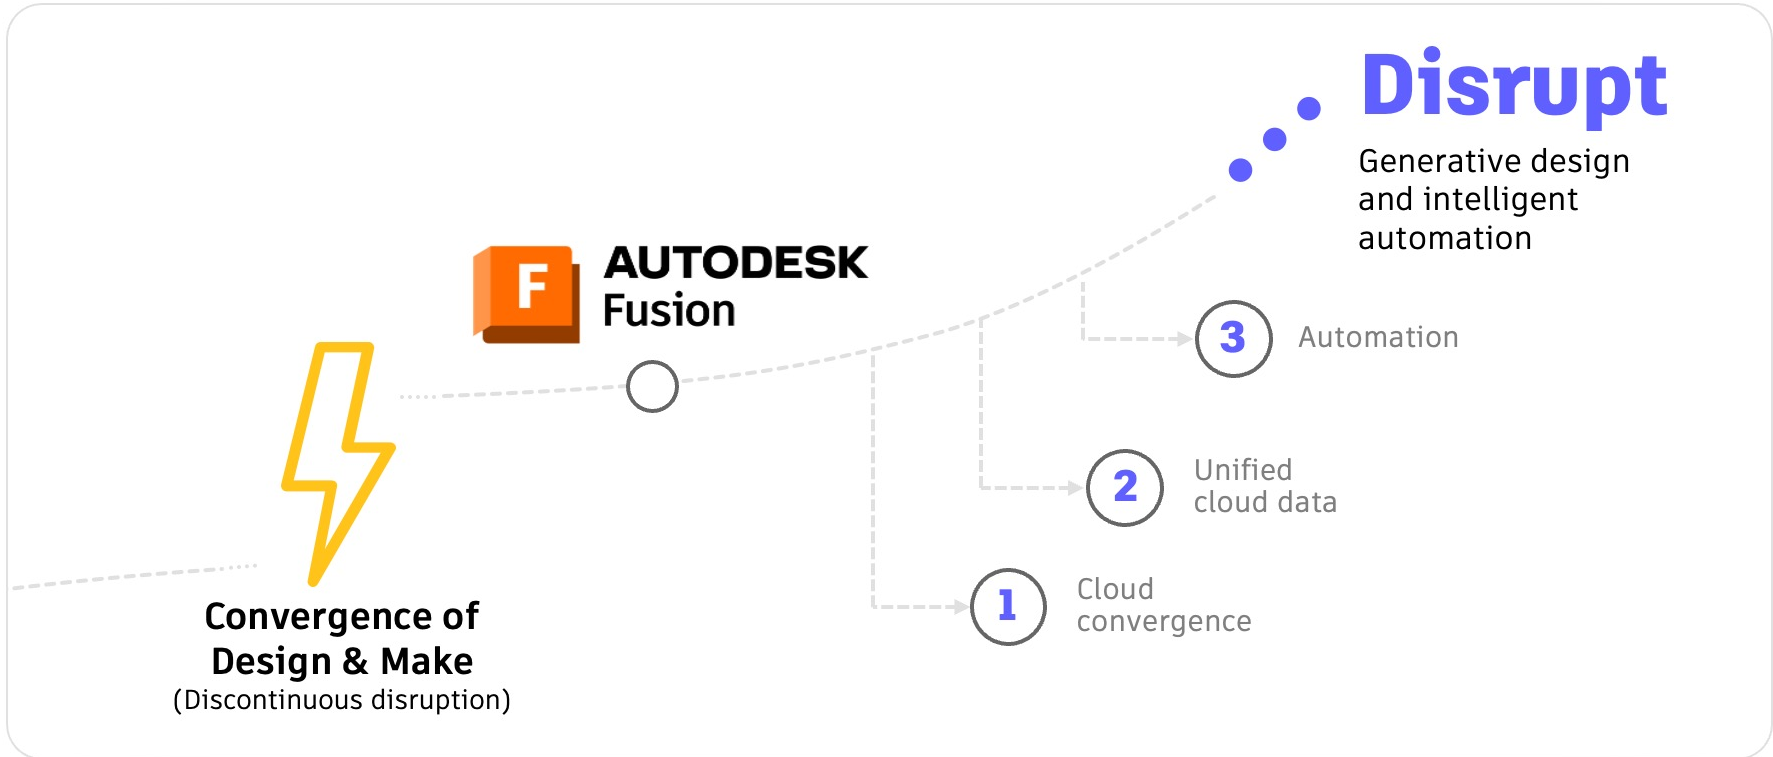 Disrupt
Generative design
and intelligent
automation
F
AUTODESK
Fusion
3
Automation
2
Unified
cloud data
1
Cloud
convergence
Convergence of
Design & Make
(Discontinuous disruption)